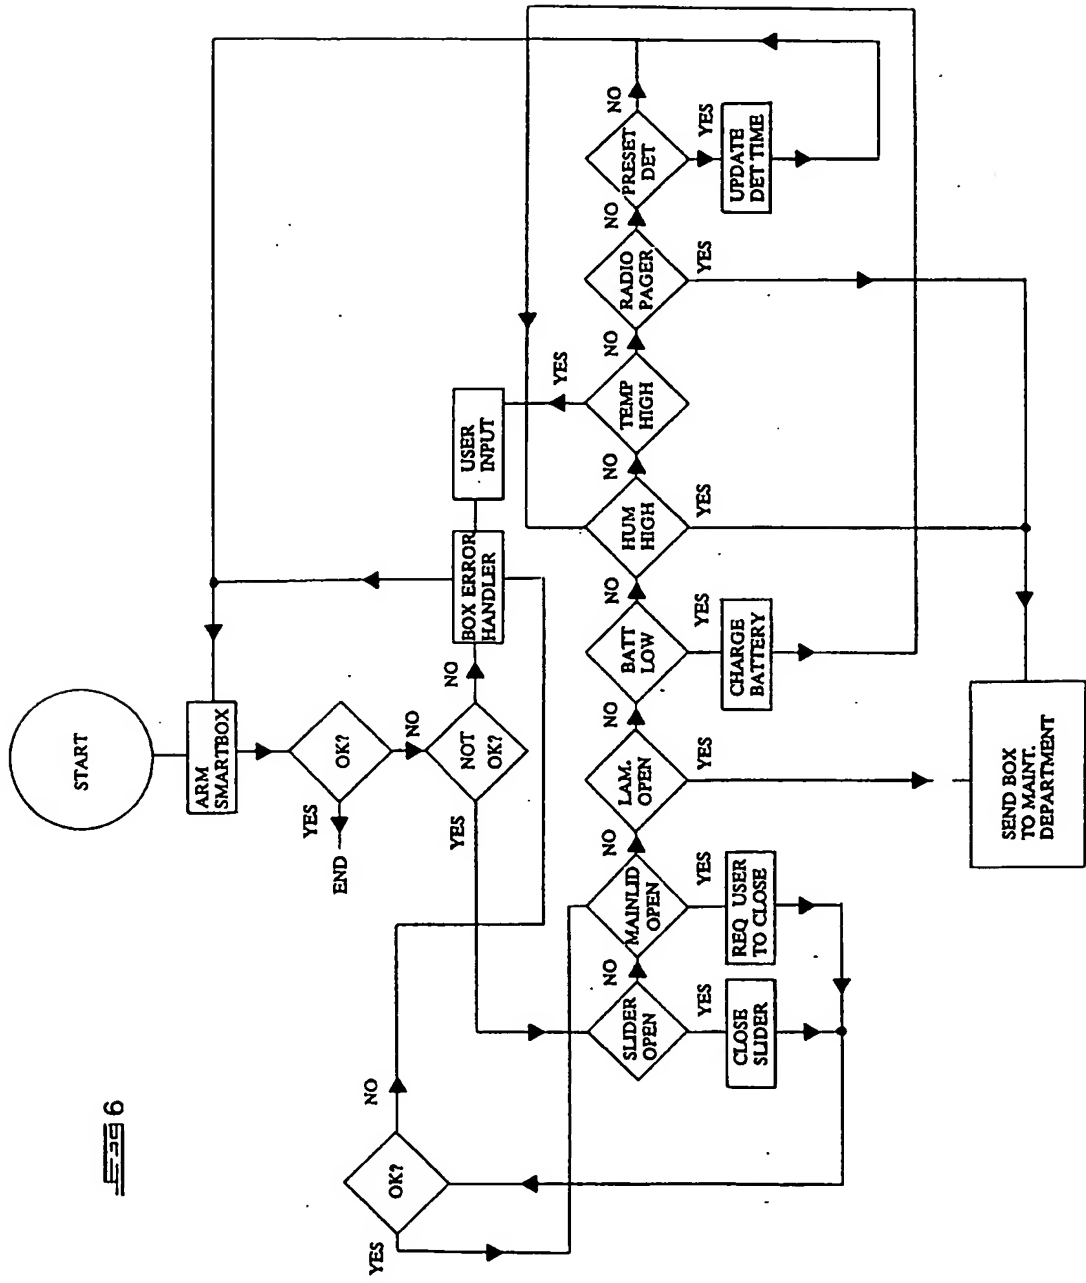 START
Fig 6
ARM
SMARTBOX
YES
OK?
END
NO
YES
OK?
NO
YES
NOT
OK?
NO
BOX ERROR
HANDLER
USER
INPUT
YES
NO
NO
NO
NO
NO
NO
NO
NO
SLIDER
OPEN
MAINLID
OPEN
LAM.
OPEN
BATT
LOW
HUM
HIGH
TEMP
HIGH
RADIO
PAGER
PRESET
DET
YES
YES
YES
YES
YES
YES
YES
CLOSE
SLIDER
REQ USER
TO CLOSE
CHARGE
BATTERY
UPDATE
DET TIME
SEND BOX
TO MAINT.
DEPARTMENT